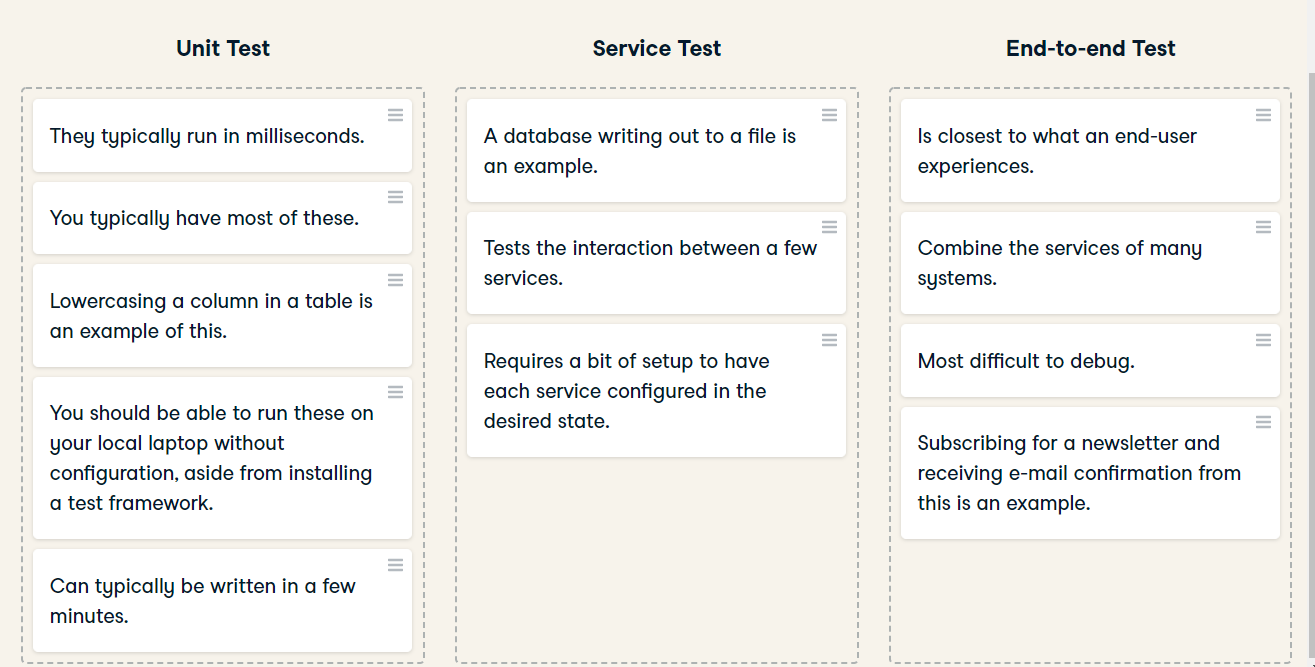 Unit Test
They typically run in milliseconds.
You typically have most of these.
Lowercasing a column in a table is
an example of this.
You should be able to run these on
your local laptop without
configuration, aside from installing
a test framework.
Can typically be written in a few
minutes.
Service Test
A database writing out to a file is
an example.
Tests the interaction between a few
services.
Requires a bit of setup to have
each service configured in the
desired state.
End-to-end Test
Is closest to what an end-user
experiences.
Combine the services of many
systems.
Most difficult to debug.
Subscribing for a newsletter and
receiving e-mail confirmation from
this is an example.